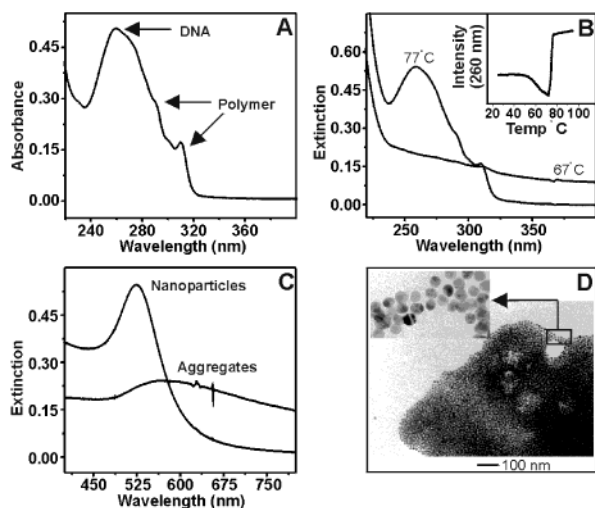 A
DNA
Polymer
Absorbance
0.45
0.30
0.15
0.00
240 280 320 360
Wavelength (nm)
B
77°C
67°C
Extinction
0.60
0.45
0.30
0.15
0.00
250 300 350
Wavelength (nm)
Intensity
(260 nm)
20 40 60 80 100
Temp°C
C
Nanoparticles
Aggregates
Extinction
0.45
0.30
0.15
0.00
450 525 600 675 750
Wavelength (nm)
D
100 nm